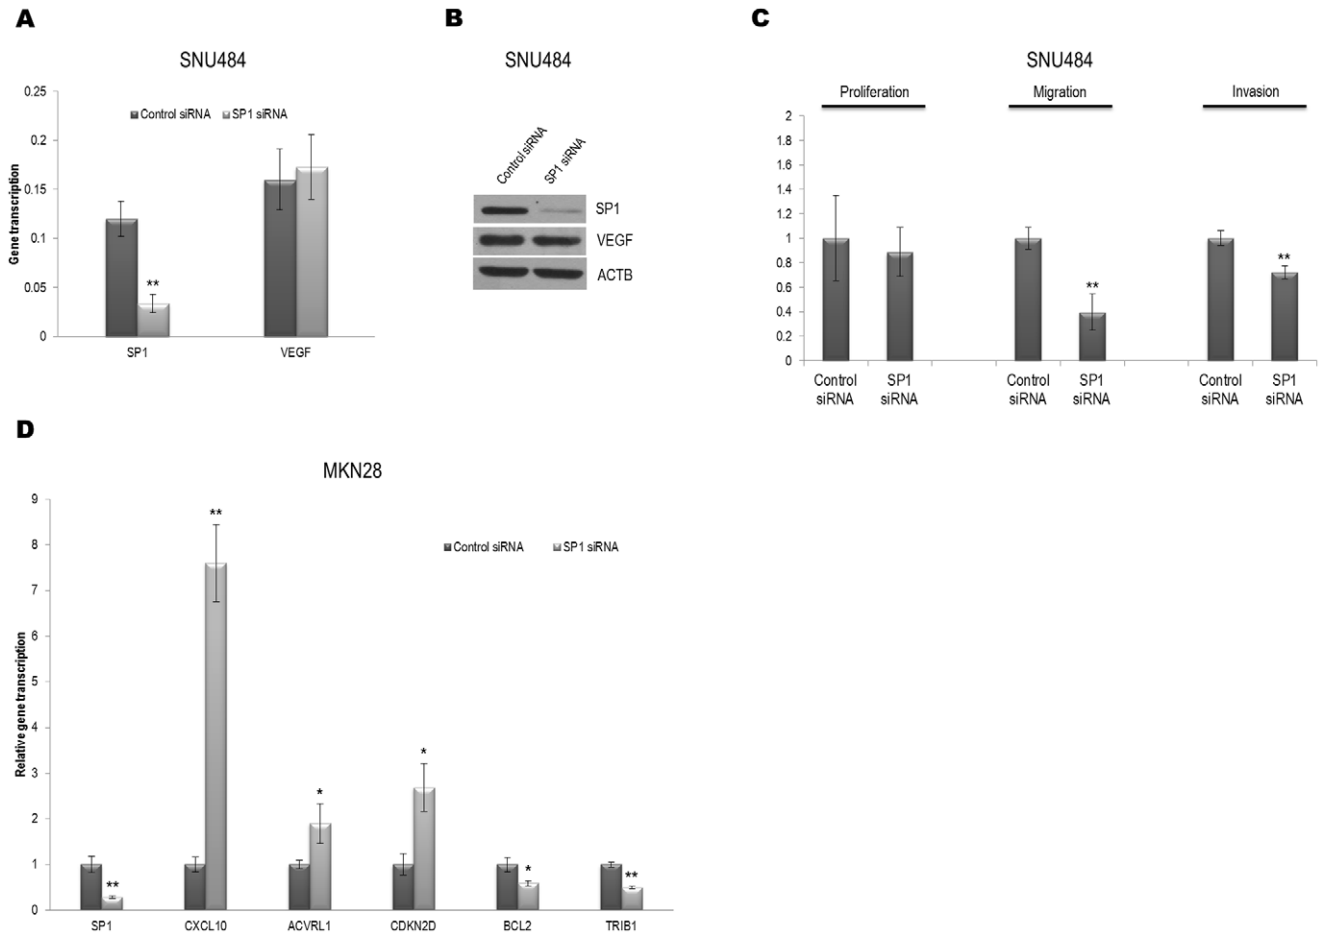 A
SNU484
0.25
0.2
0.15
0.1
0.05
0
Gene transcription
Control siRNA SP1 siRNA
**
SP1 VEGF
B
SNU484
Control siRNA
SP1 siRNA
SP1
VEGF
ACTB
C
SNU484
Proliferation Migration Invasion
2
1.8
1.6
1.4
1.2
1
0.8
0.6
0.4
0.2
0
**
**
Control siRNA SP1 siRNA Control siRNA SP1 siRNA Control siRNA SP1 siRNA
D
MKN28
9
8
7
6
5
4
3
2
1
0
Relative gene transcription
Control siRNA SP1 siRNA
** ** * * * **
SP1 CXCL10 ACVRL1 CDKN2D BCL2 TRIB1